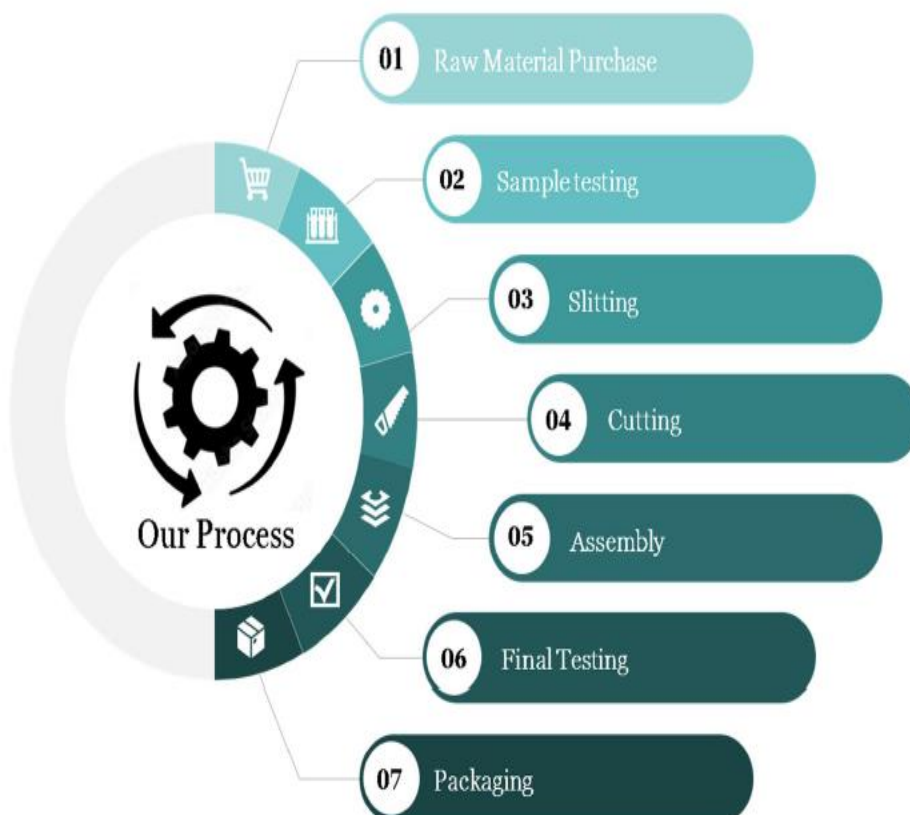 01 Raw Material Purchase
02 Sample testing
03 Slitting
04 Cutting
05 Assembly
06 Final Testing
07 Packaging
Our Process